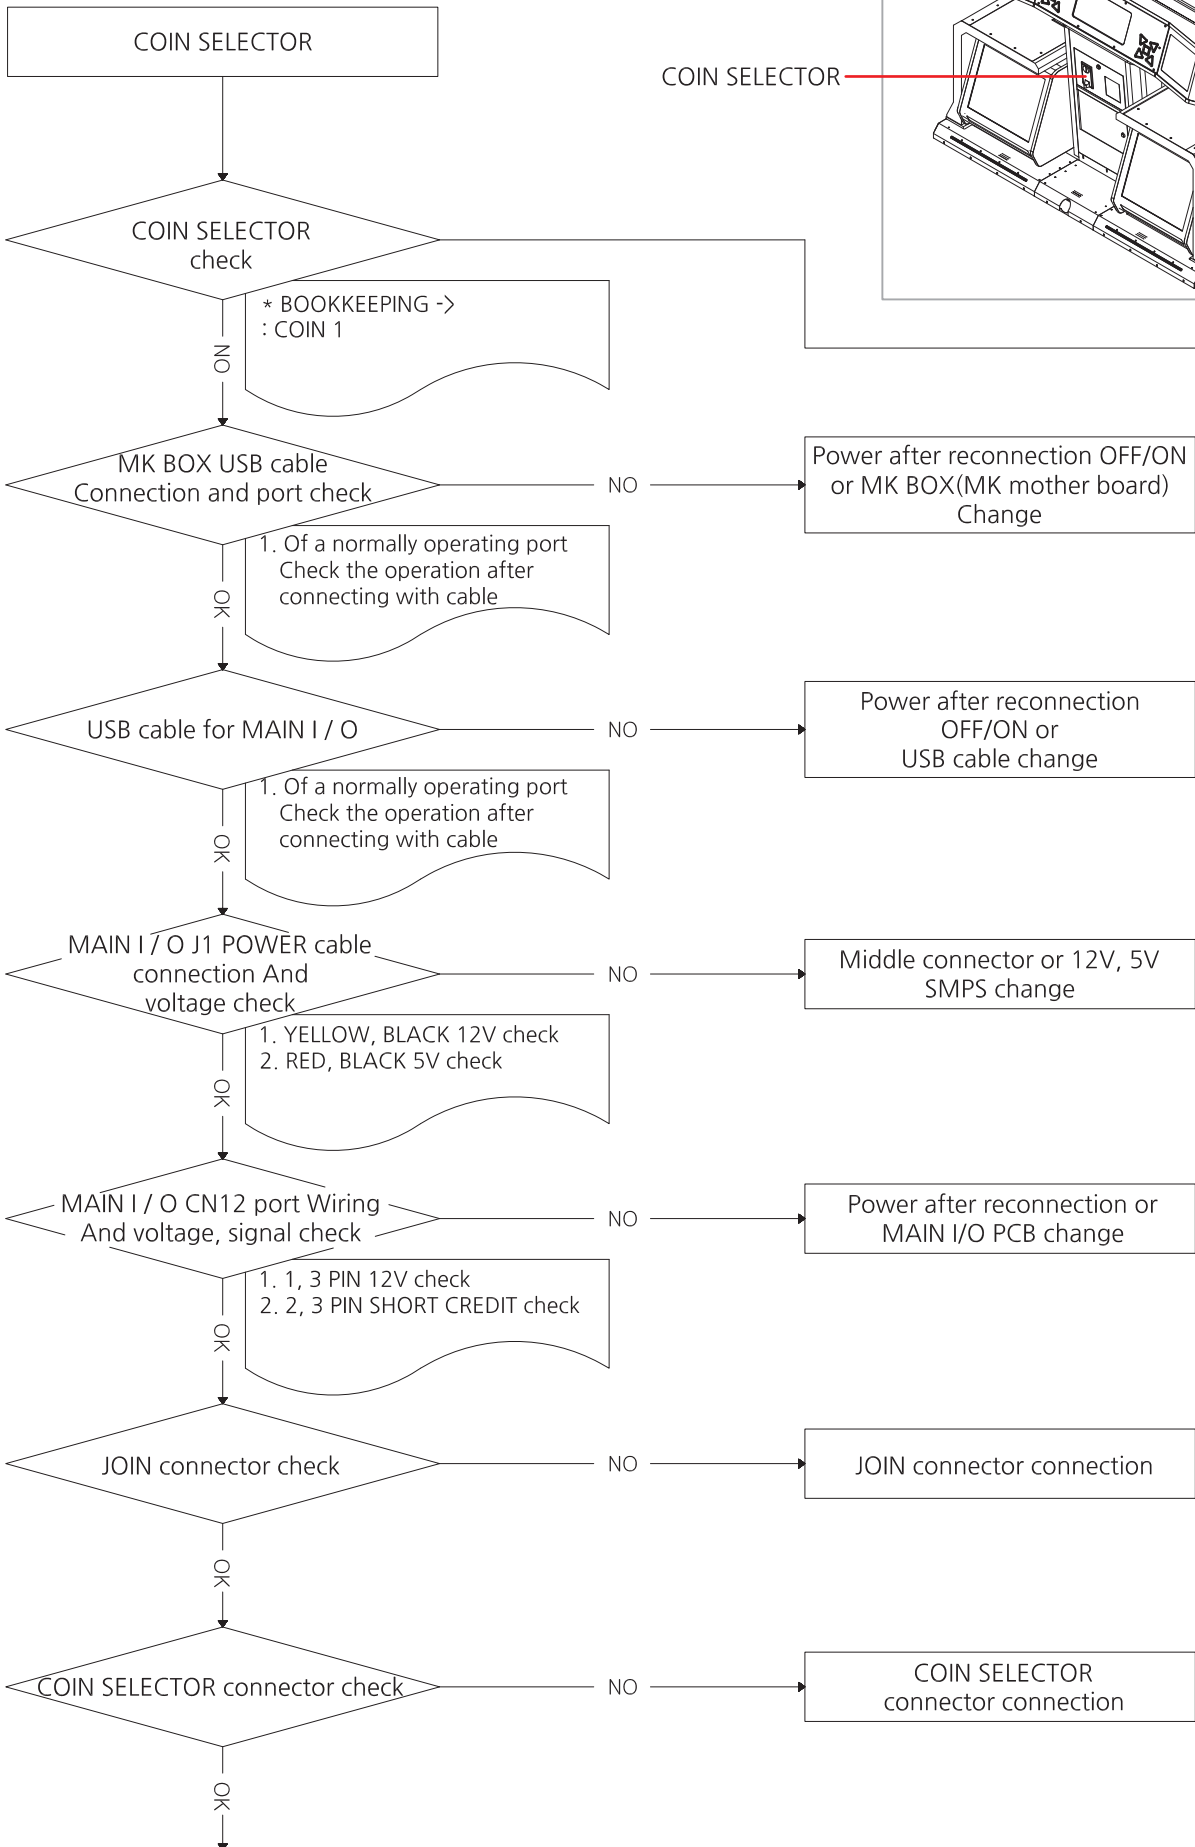 COIN SELECTOR
COIN SELECTOR
COIN SELECTOR
check
* BOOKKEEPING ->
: COIN 1
NO
MK BOX USB cable
Connection and port check
NO
Power after reconnection OFF/ON
or MK BOX(MK mother board)
Change
1. Of a normally operating port
Check the operation after
connecting with cable
OK
USB cable for MAIN I / O
NO
Power after reconnection
OFF/ON or
USB cable change
1. Of a normally operating port
Check the operation after
connecting with cable
OK
MAIN I / O J1 POWER cable
connection And
voltage check
NO
Middle connector or 12V, 5V
SMPS change
1. YELLOW, BLACK 12V check
2. RED, BLACK 5V check
OK
MAIN I / O CN12 port Wiring
And voltage, signal check
NO
Power after reconnection or
MAIN I/O PCB change
1. 1, 3 PIN 12V check
2. 2, 3 PIN SHORT CREDIT check
OK
JOIN connector check
NO
JOIN connector connection
OK
COIN SELECTOR connector check
NO
COIN SELECTOR
connector connection
OK